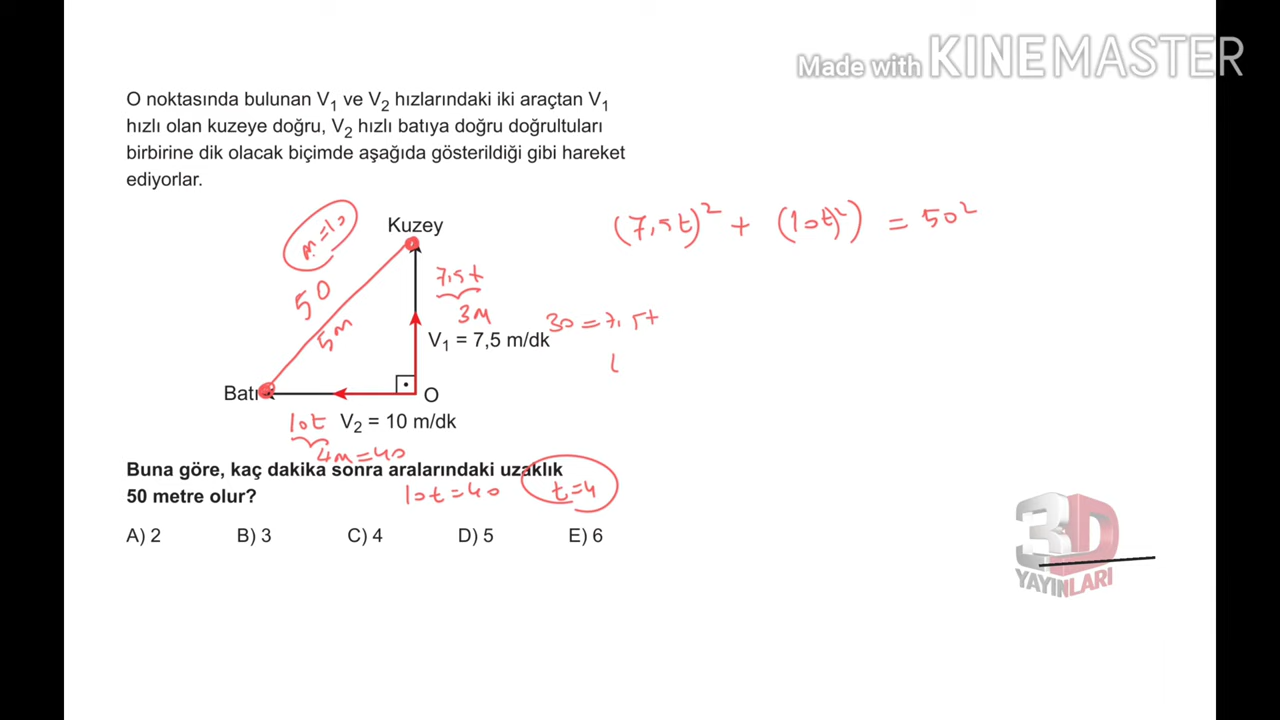 Made with KINEMASTER
O noktasında bulunan V1 ve V2 hızlarındaki iki araçtan V1
hızlı olan kuzeye doğru, V2 hızlı batıya doğru doğrultuları
birbirine dik olacak biçimde aşağıda gösterildiği gibi hareket
ediyorlar.
(7,5t)² + (10t)²) = 50²
m=10
Kuzey
50
7,5t
3m
5m
30 = 7,5t
V1 = 7,5 m/dk
Batı
O
10t
V2 = 10 m/dk
4m=40
Buna göre, kaç dakika sonra aralarındaki uzaklık
50 metre olur?
10t=40
t=4
A) 2 B) 3 C) 4 D) 5 E) 6
3D
YAYINLARI